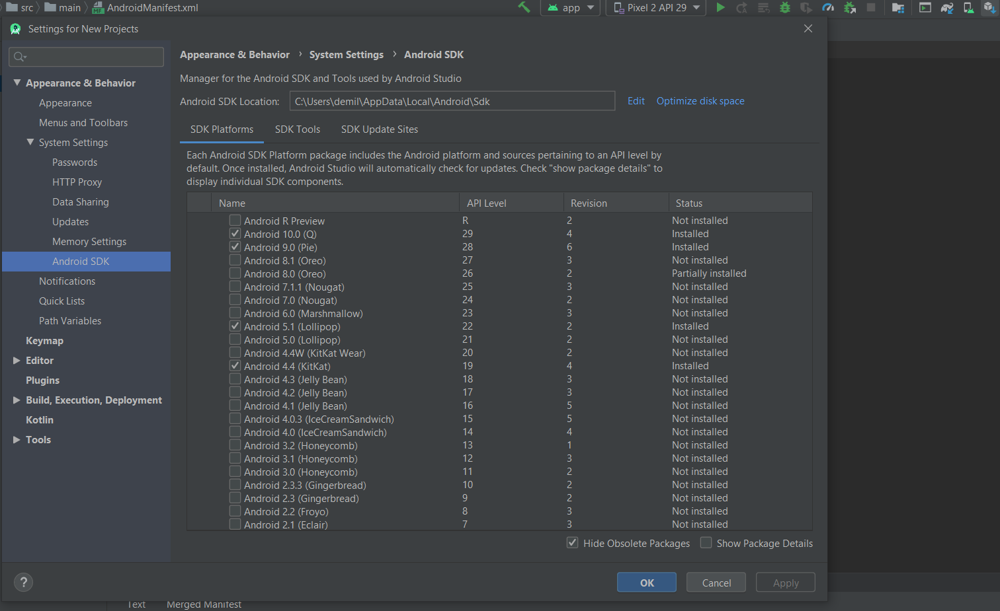 src main AndroidManifest.xml app Pixel 2 API 29
Settings for New Projects
Appearance & Behavior
Appearance
Menus and Toolbars
System Settings
Passwords
HTTP Proxy
Data Sharing
Updates
Memory Settings
Android SDK
Notifications
Quick Lists
Path Variables
Keymap
Editor
Plugins
Build, Execution, Deployment
Kotlin
Tools
Appearance & Behavior › System Settings › Android SDK
Manager for the Android SDK and Tools used by Android Studio
Android SDK Location: C:\Users\demil\AppData\Local\Android\Sdk Edit Optimize disk space
SDK Platforms SDK Tools SDK Update Sites
Each Android SDK Platform package includes the Android platform and sources pertaining to an API level by
default. Once installed, Android Studio will automatically check for updates. Check "show package details" to
display individual SDK components.
Name API Level Revision Status
Android R Preview R 2 Not installed
Android 10.0 (Q) 29 4 Installed
Android 9.0 (Pie) 28 6 Installed
Android 8.1 (Oreo) 27 3 Not installed
Android 8.0 (Oreo) 26 2 Partially installed
Android 7.1.1 (Nougat) 25 3 Not installed
Android 7.0 (Nougat) 24 2 Not installed
Android 6.0 (Marshmallow) 23 3 Not installed
Android 5.1 (Lollipop) 22 2 Installed
Android 5.0 (Lollipop) 21 2 Not installed
Android 4.4W (KitKat Wear) 20 2 Not installed
Android 4.4 (KitKat) 19 4 Installed
Android 4.3 (Jelly Bean) 18 3 Not installed
Android 4.2 (Jelly Bean) 17 3 Not installed
Android 4.1 (Jelly Bean) 16 5 Not installed
Android 4.0.3 (IceCreamSandwich) 15 5 Not installed
Android 4.0 (IceCreamSandwich) 14 4 Not installed
Android 3.2 (Honeycomb) 13 1 Not installed
Android 3.1 (Honeycomb) 12 3 Not installed
Android 3.0 (Honeycomb) 11 2 Not installed
Android 2.3.3 (Gingerbread) 10 2 Not installed
Android 2.3 (Gingerbread) 9 2 Not installed
Android 2.2 (Froyo) 8 3 Not installed
Android 2.1 (Eclair) 7 3 Not installed
Hide Obsolete Packages Show Package Details
? OK Cancel Apply
Text Merged Manifest